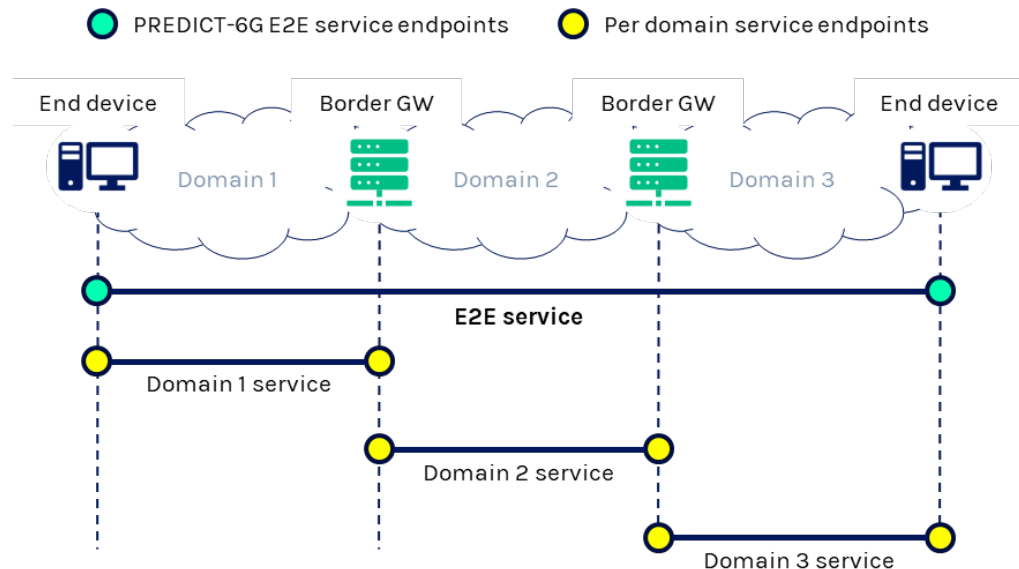 PREDICT-6G E2E service endpoints
Per domain service endpoints
End device
Border GW
Border GW
End device
Domain 1
Domain 2
Domain 3
E2E service
Domain 1 service
Domain 2 service
Domain 3 service